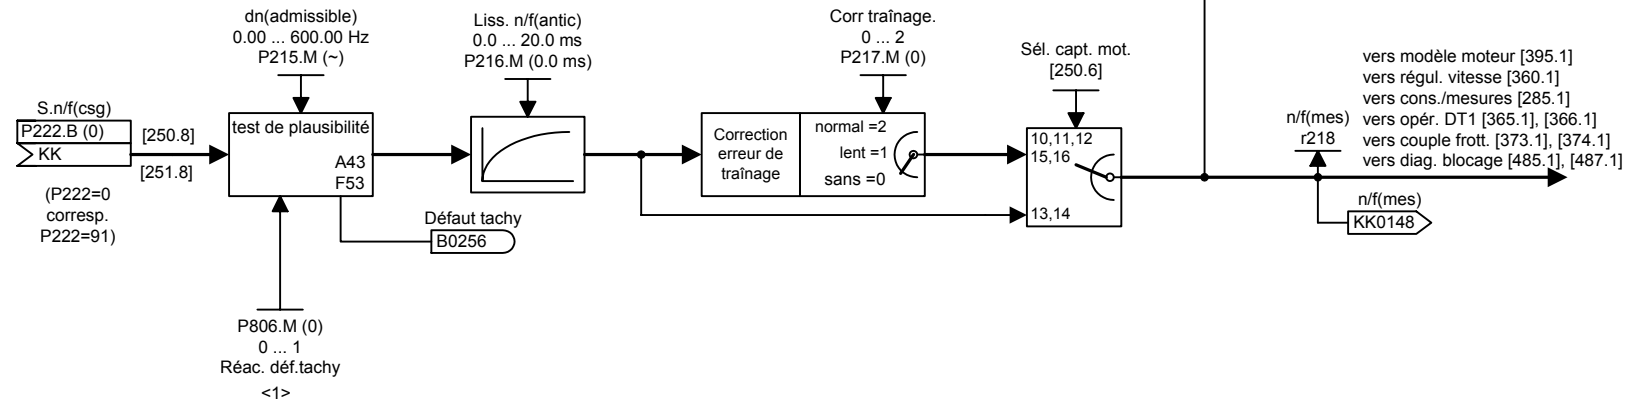 dn(admissible)
0.00 ... 600.00 Hz
P215.M (~)
Liss. n/f(antic)
0.0 ... 20.0 ms
P216.M (0.0 ms)
Corr traînage.
0 ... 2
P217.M (0)
Sél. capt. mot.
[250.6]
vers modèle moteur [395.1]
vers régul. vitesse [360.1]
vers cons./mesures [285.1]
vers opér. DT1 [365.1], [366.1]
vers couple frott. [373.1], [374.1]
vers diag. blocage [485.1], [487.1]
n/f(mes)
r218
S.n/f(csg)
P222.B (0)
KK
[250.8]
[251.8]
(P222=0
corresp.
P222=91)
test de plausibilité
A43
F53
Défaut tachy
B0256
Correction
erreur de
traînage
normal =2
lent =1
sans =0
10,11,12
15,16
13,14
n/f(mes)
KK0148
P806.M (0)
0 ... 1
Réac. déf.tachy
<1>